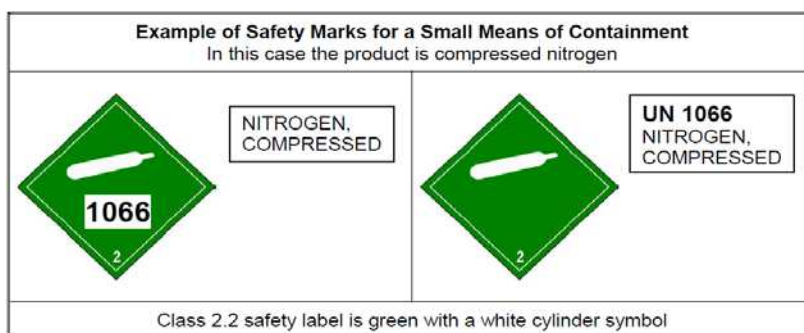 Example of Safety Marks for a Small Means of Containment
In this case the product is compressed nitrogen
1066
2
NITROGEN,
COMPRESSED
2
UN 1066
NITROGEN,
COMPRESSED
Class 2.2 safety label is green with a white cylinder symbol